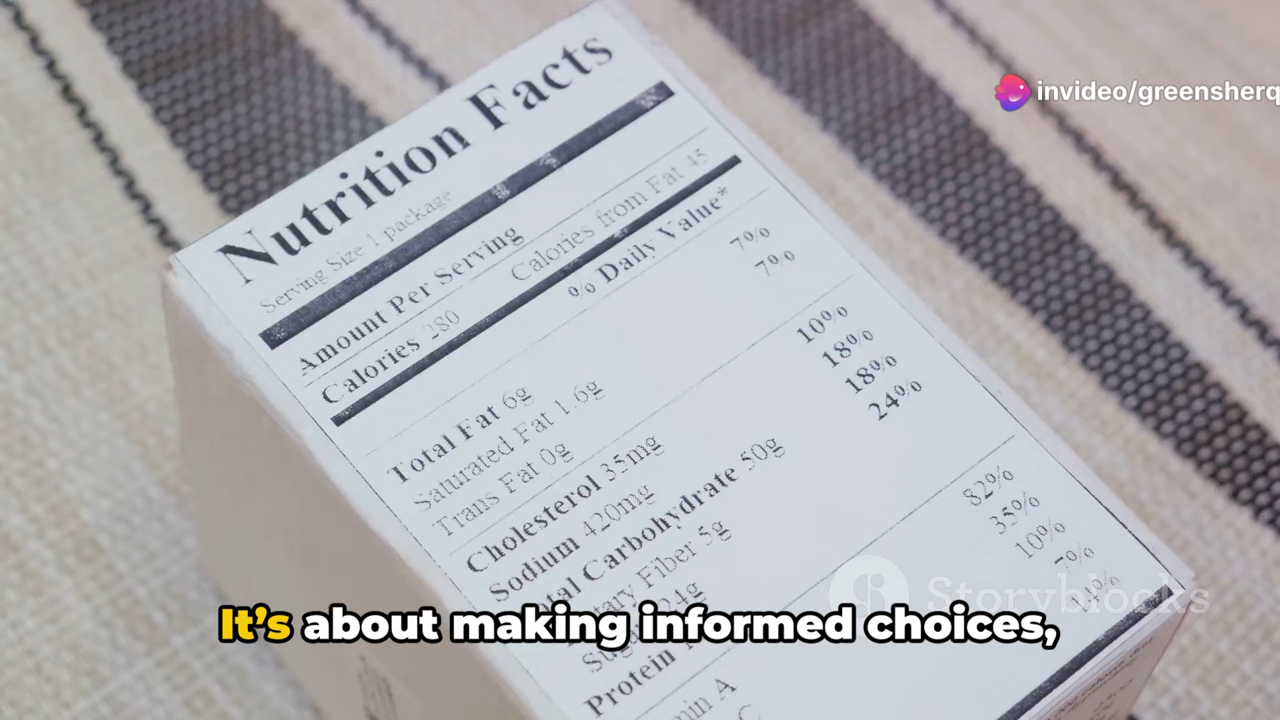 Nutrition Facts
Serving Size 1 package
Amount Per Serving
Calories 280 Calories from Fat 45
% Daily Value*
Total Fat 6g 7%
Saturated Fat 1.6g 7%
Trans Fat 0g
Cholesterol 35mg 10%
Sodium 420mg 18%
Carbohydrate 50g 18%
Fiber 5g 24%
24g
Protein 82%
A 35%
C 10%
7%
invideo/greensherq
Storyblocks
It's about making informed choices,